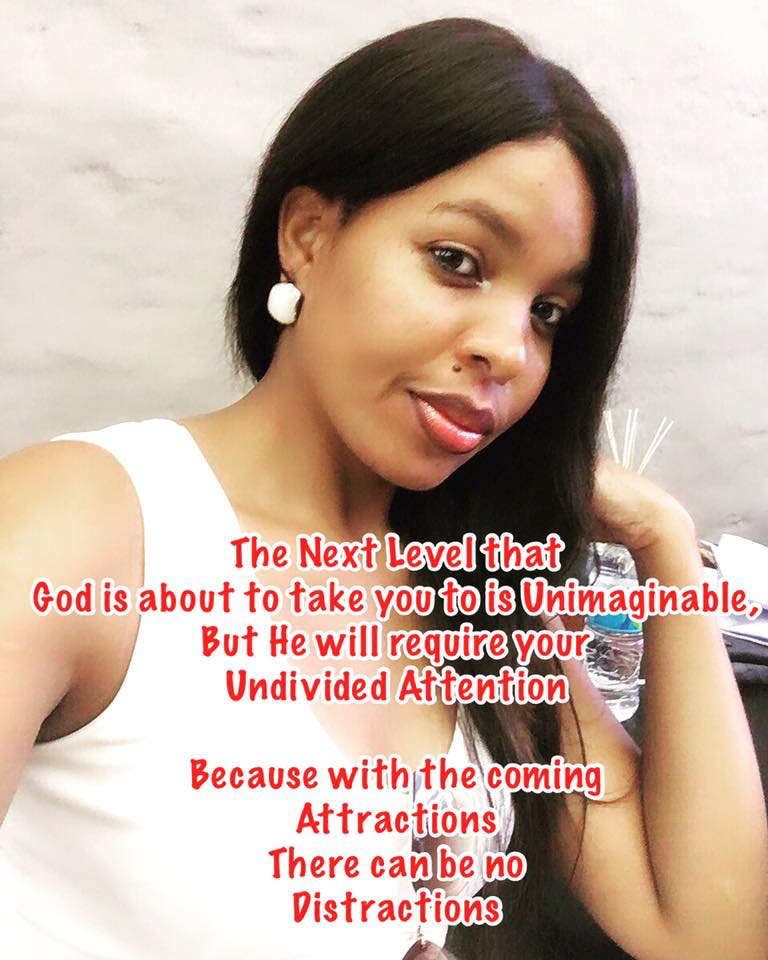 The Next Level that
God is about to take you to is Unimaginable,
But He will require your
Undivided Attention
Because with the coming
Attractions
There can be no
Distractions